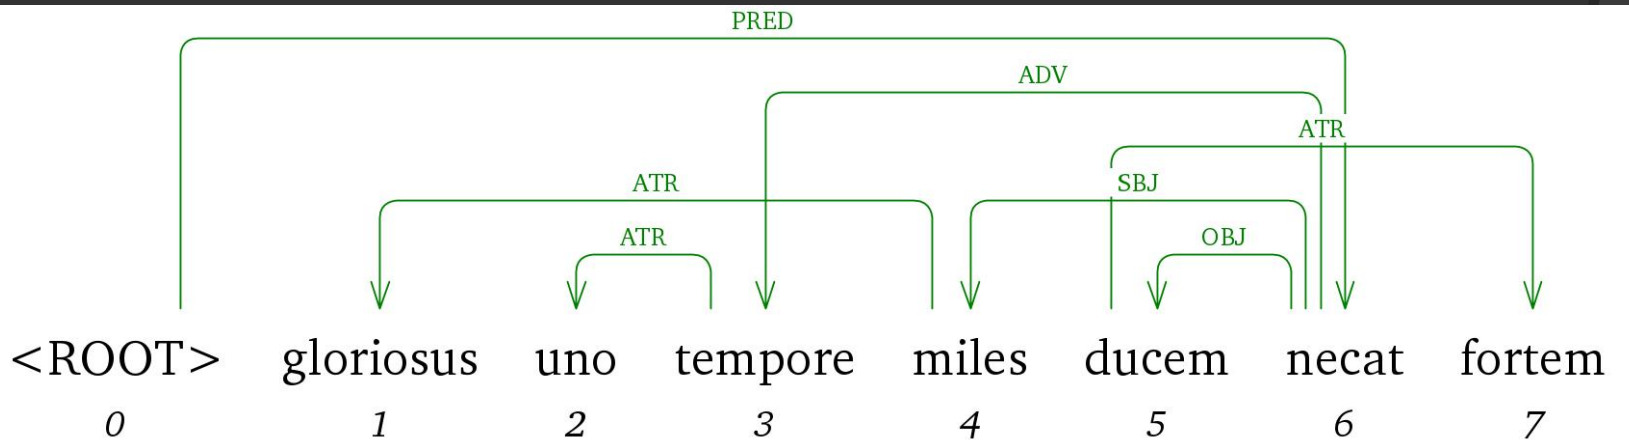 PRED
ADV
ATR
ATR SBJ
ATR OBJ
<ROOT> gloriosus uno tempore miles ducem necat fortem
0 1 2 3 4 5 6 7